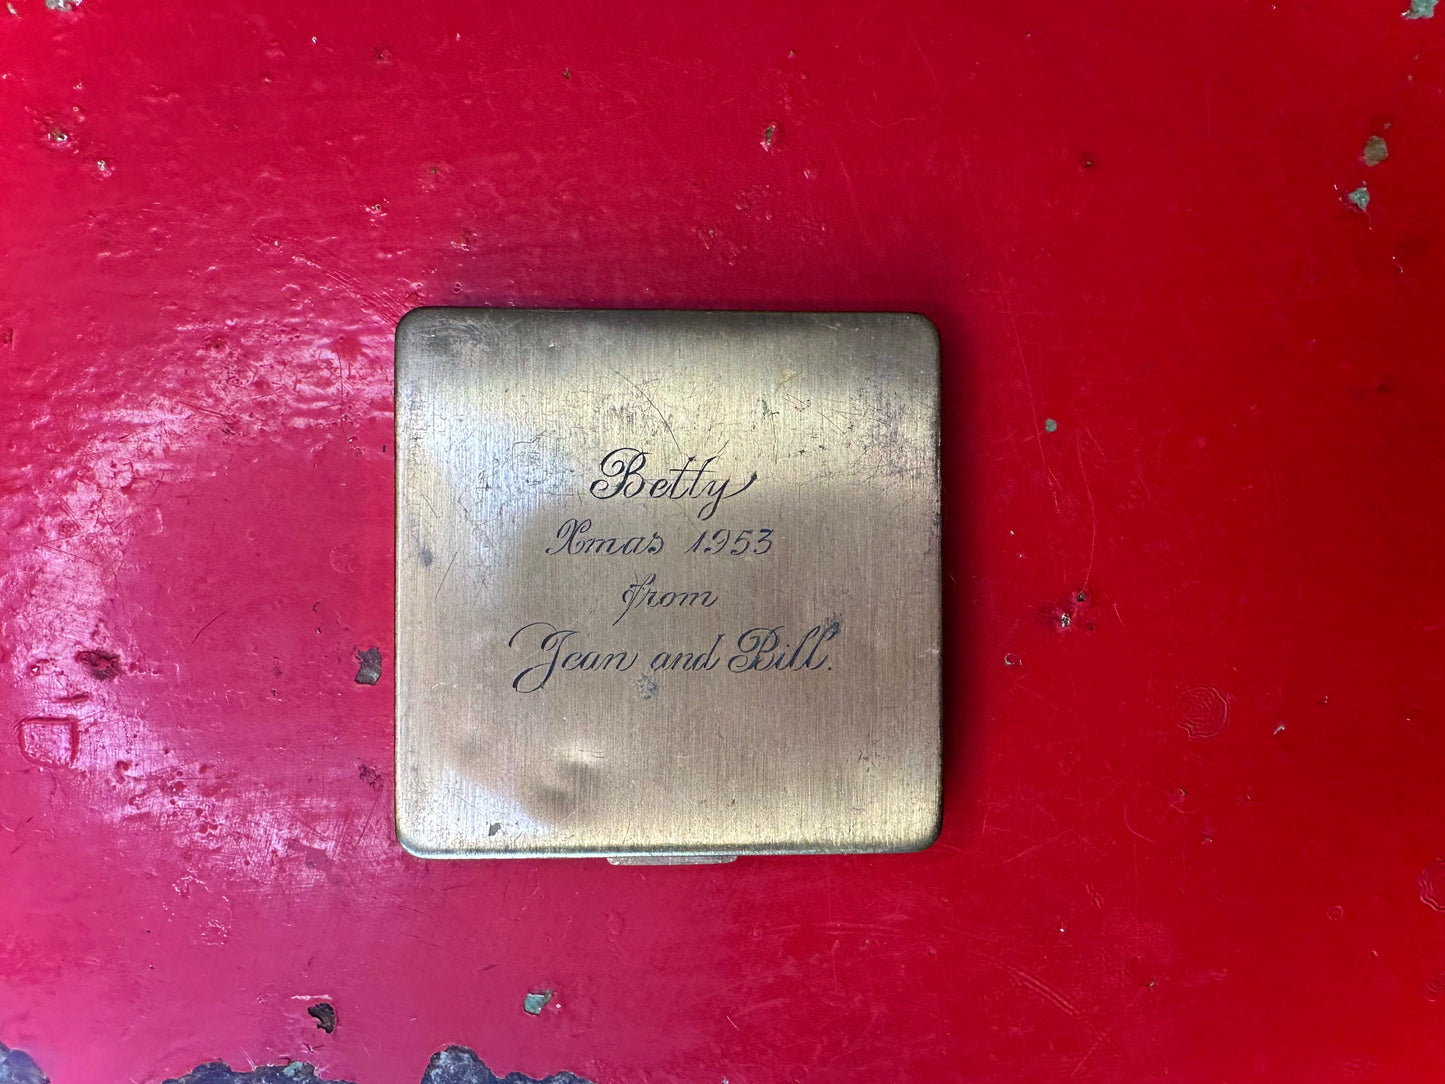 Betty
Xmas 1953
from
Jean and Bill.